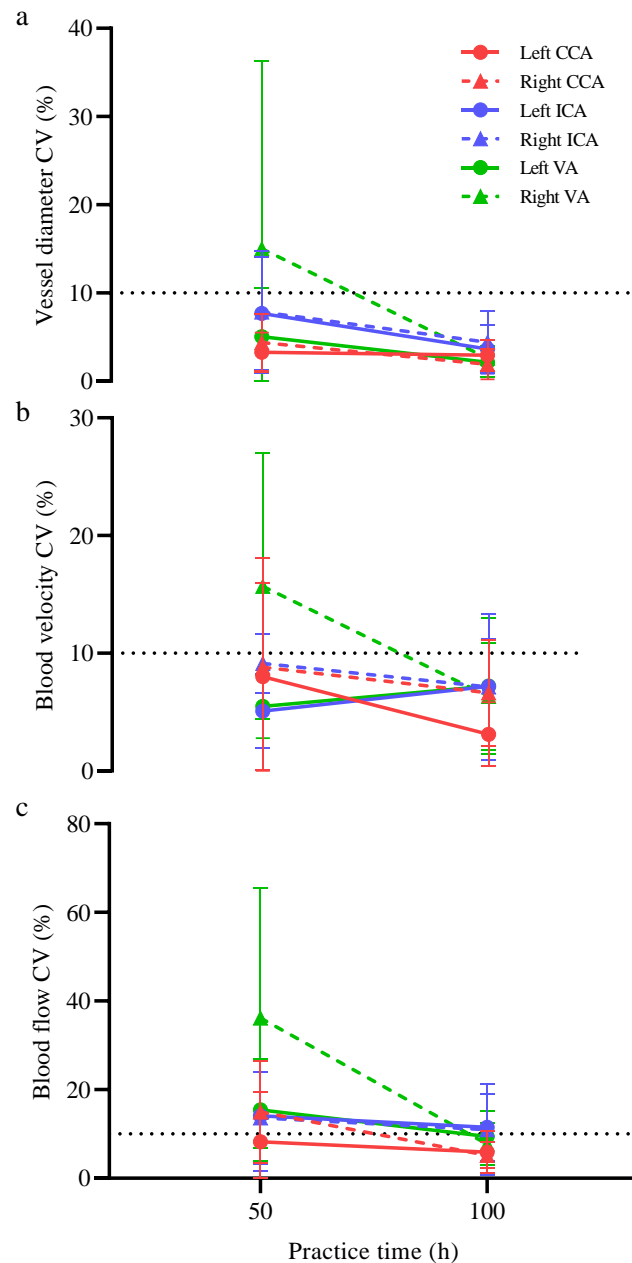 a
Vessel diameter CV (%)
40
30
20
10
0
Left CCA
Right CCA
Left ICA
Right ICA
Left VA
Right VA
b
Blood velocity CV (%)
30
20
10
0
c
Blood flow CV (%)
80
60
40
20
0
50 100
Practice time (h)